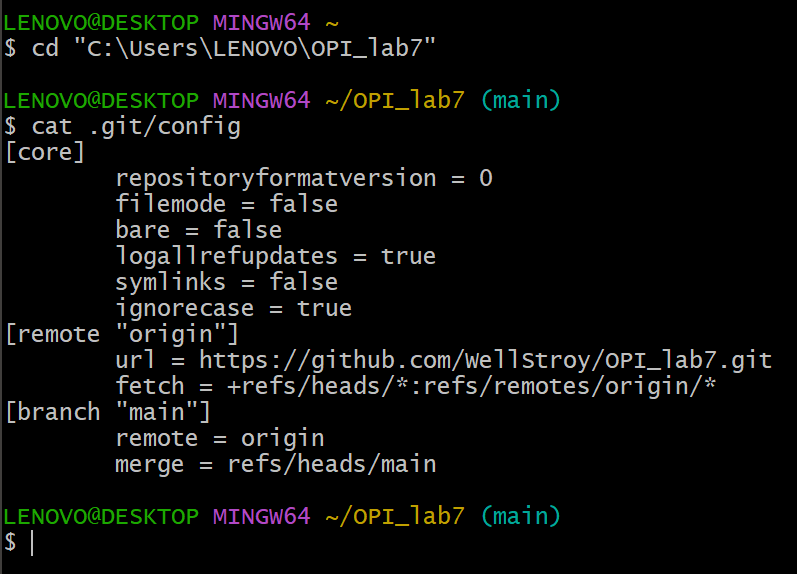 LENOVO@DESKTOP MINGW64 ~
$ cd "C:\Users\LENOVO\OPI_lab7"

LENOVO@DESKTOP MINGW64 ~/OPI_lab7 (main)
$ cat .git/config
[core]
        repositoryformatversion = 0
        filemode = false
        bare = false
        logallrefupdates = true
        symlinks = false
        ignorecase = true
[remote "origin"]
        url = https://github.com/WellStroy/OPI_lab7.git
        fetch = +refs/heads/*:refs/remotes/origin/*
[branch "main"]
        remote = origin
        merge = refs/heads/main

LENOVO@DESKTOP MINGW64 ~/OPI_lab7 (main)
$